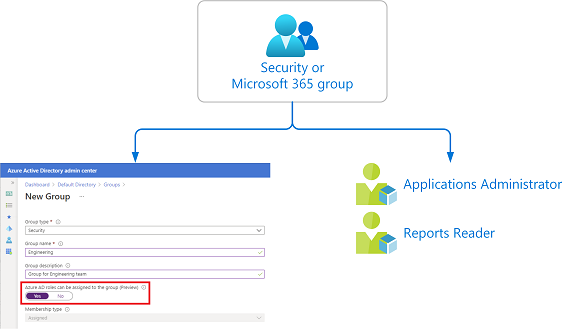 Security or
Microsoft 365 group
Azure Active Directory admin center
Dashboard > Default Directory > Groups >
New Group ...
Group type *
Security
Group name *
Engineering
Group description
Group for Engineering team
Azure AD roles can be assigned to the group (Preview)
Yes No
Membership type
Assigned
Applications Administrator
Reports Reader